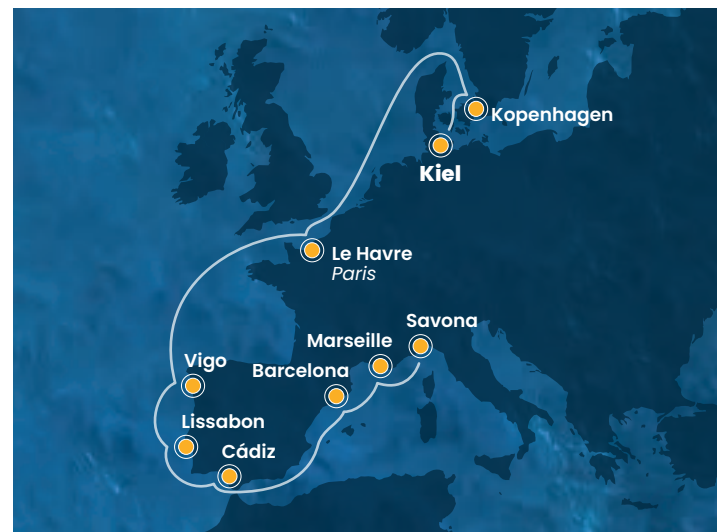 Kopenhagen
Kiel
Le Havre
Paris
Savona
Marseille
Vigo
Barcelona
Lissabon
Cádiz